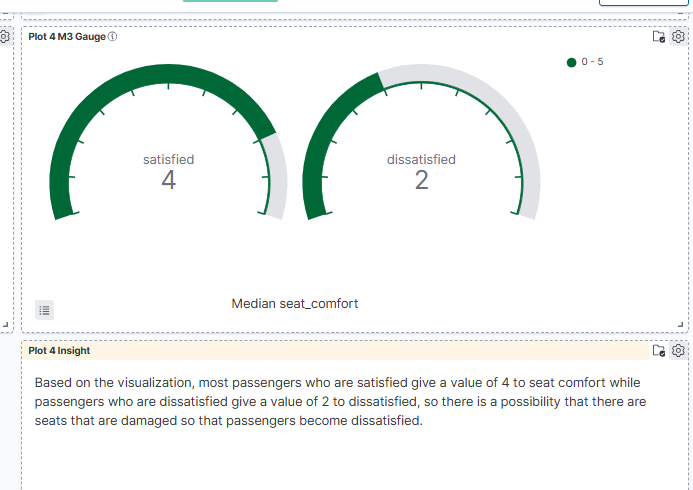 Plot 4 M3 Gauge
0 - 5
satisfied
4
dissatisfied
2
Median seat_comfort
Plot 4 Insight
Based on the visualization, most passengers who are satisfied give a value of 4 to seat comfort while
passengers who are dissatisfied give a value of 2 to dissatisfied, so there is a possibility that there are
seats that are damaged so that passengers become dissatisfied.